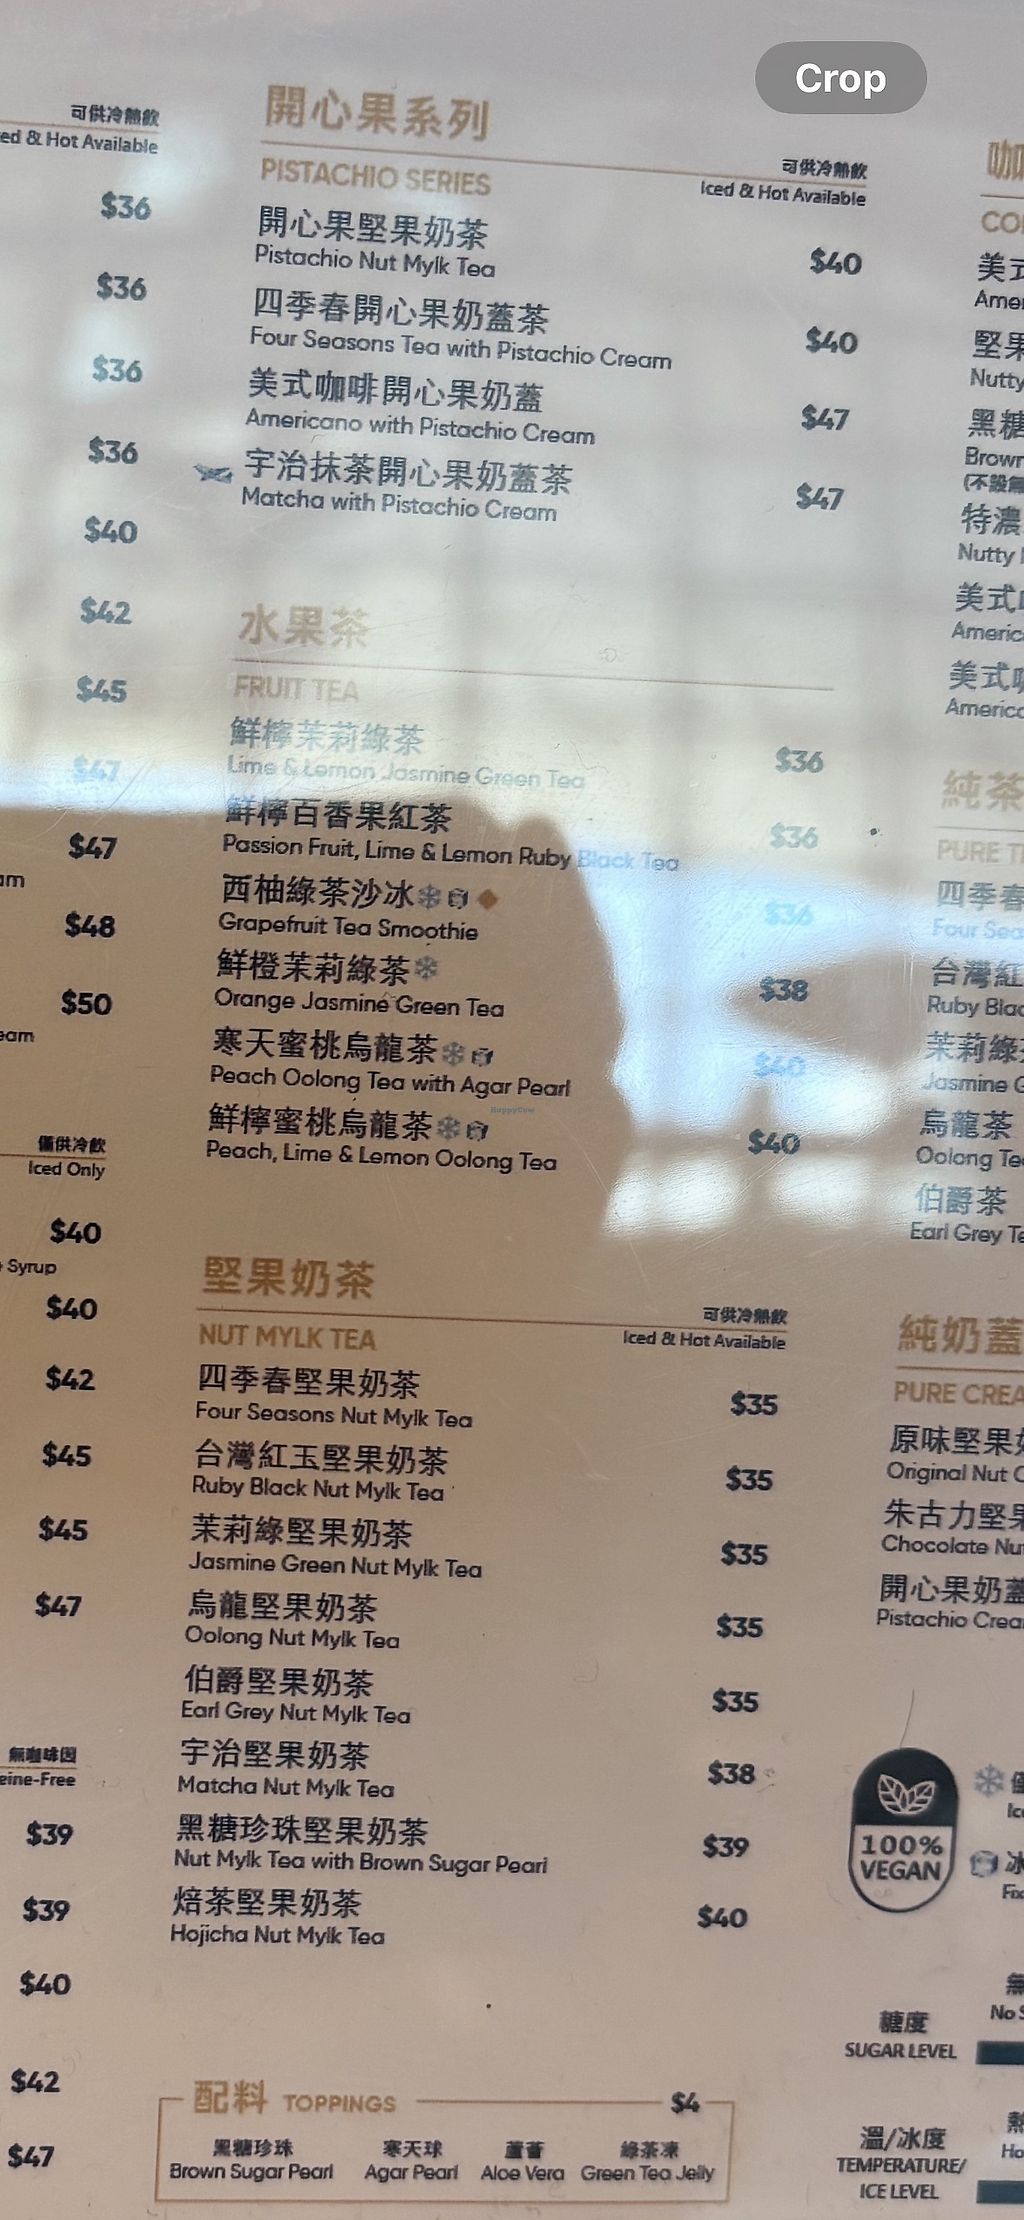 Crop
可供冷熱飲
ed & Hot Available
$36
$36
$36
$36
$40
$42
$45
$47
$47
am
$48
$50
eam
僅供冷飲
Iced Only
$40
Syrup
$40
$42
$45
$45
$47
無咖啡因
eine-Free
$39
$39
$40
$42
$47
開心果系列
PISTACHIO SERIES
可供冷熱飲
Iced & Hot Available
開心果堅果奶茶
Pistachio Nut Mylk Tea
$40
四季春開心果奶蓋茶
Four Seasons Tea with Pistachio Cream
$40
美式咖啡開心果奶蓋
Americano with Pistachio Cream
$47
宇治抹茶開心果奶蓋茶
Matcha with Pistachio Cream
$47
水果茶
FRUIT TEA
鮮檸茉莉綠茶
Lime & Lemon Jasmine Green Tea
$36
鮮檸百香果紅茶
Passion Fruit, Lime & Lemon Ruby Black Tea
$36
西柚綠茶沙冰
Grapefruit Tea Smoothie
$36
鮮橙茉莉綠茶
Orange Jasmine Green Tea
$38
寒天蜜桃烏龍茶
Peach Oolong Tea with Agar Pearl
$40
HappyCow
鮮檸蜜桃烏龍茶
Peach, Lime & Lemon Oolong Tea
$40
堅果奶茶
NUT MYLK TEA
可供冷熱飲
Iced & Hot Available
四季春堅果奶茶
Four Seasons Nut Mylk Tea
$35
台灣紅玉堅果奶茶
Ruby Black Nut Mylk Tea
$35
茉莉綠堅果奶茶
Jasmine Green Nut Mylk Tea
$35
烏龍堅果奶茶
Oolong Nut Mylk Tea
$35
伯爵堅果奶茶
Earl Grey Nut Mylk Tea
$35
宇治堅果奶茶
Matcha Nut Mylk Tea
$38
黑糖珍珠堅果奶茶
Nut Mylk Tea with Brown Sugar Pearl
$39
焙茶堅果奶茶
Hojicha Nut Mylk Tea
$40
配料 TOPPINGS $4
黑糖珍珠 寒天球 蘆薈 綠茶凍
Brown Sugar Pearl Agar Pearl Aloe Vera Green Tea Jelly
咖
CO
美式
Amer
堅果
Nutty
黑糖
Brown
(不設
特濃
Nutty
美式
Americ
美式咖
Americ
純茶
PURE T
四季春
Four Sea
台灣紅
Ruby Blac
茉莉綠
Jasmine G
烏龍茶
Oolong Te
伯爵茶
Earl Grey Te
純奶蓋
PURE CREA
原味堅果
Original Nut C
朱古力堅果
Chocolate Nu
開心果奶蓋
Pistachio Crea
100%
VEGAN
僅
Ice
冰
Fix
無
No S
糖度
SUGAR LEVEL
熱
Ho
溫/冰度
TEMPERATURE/
ICE LEVEL